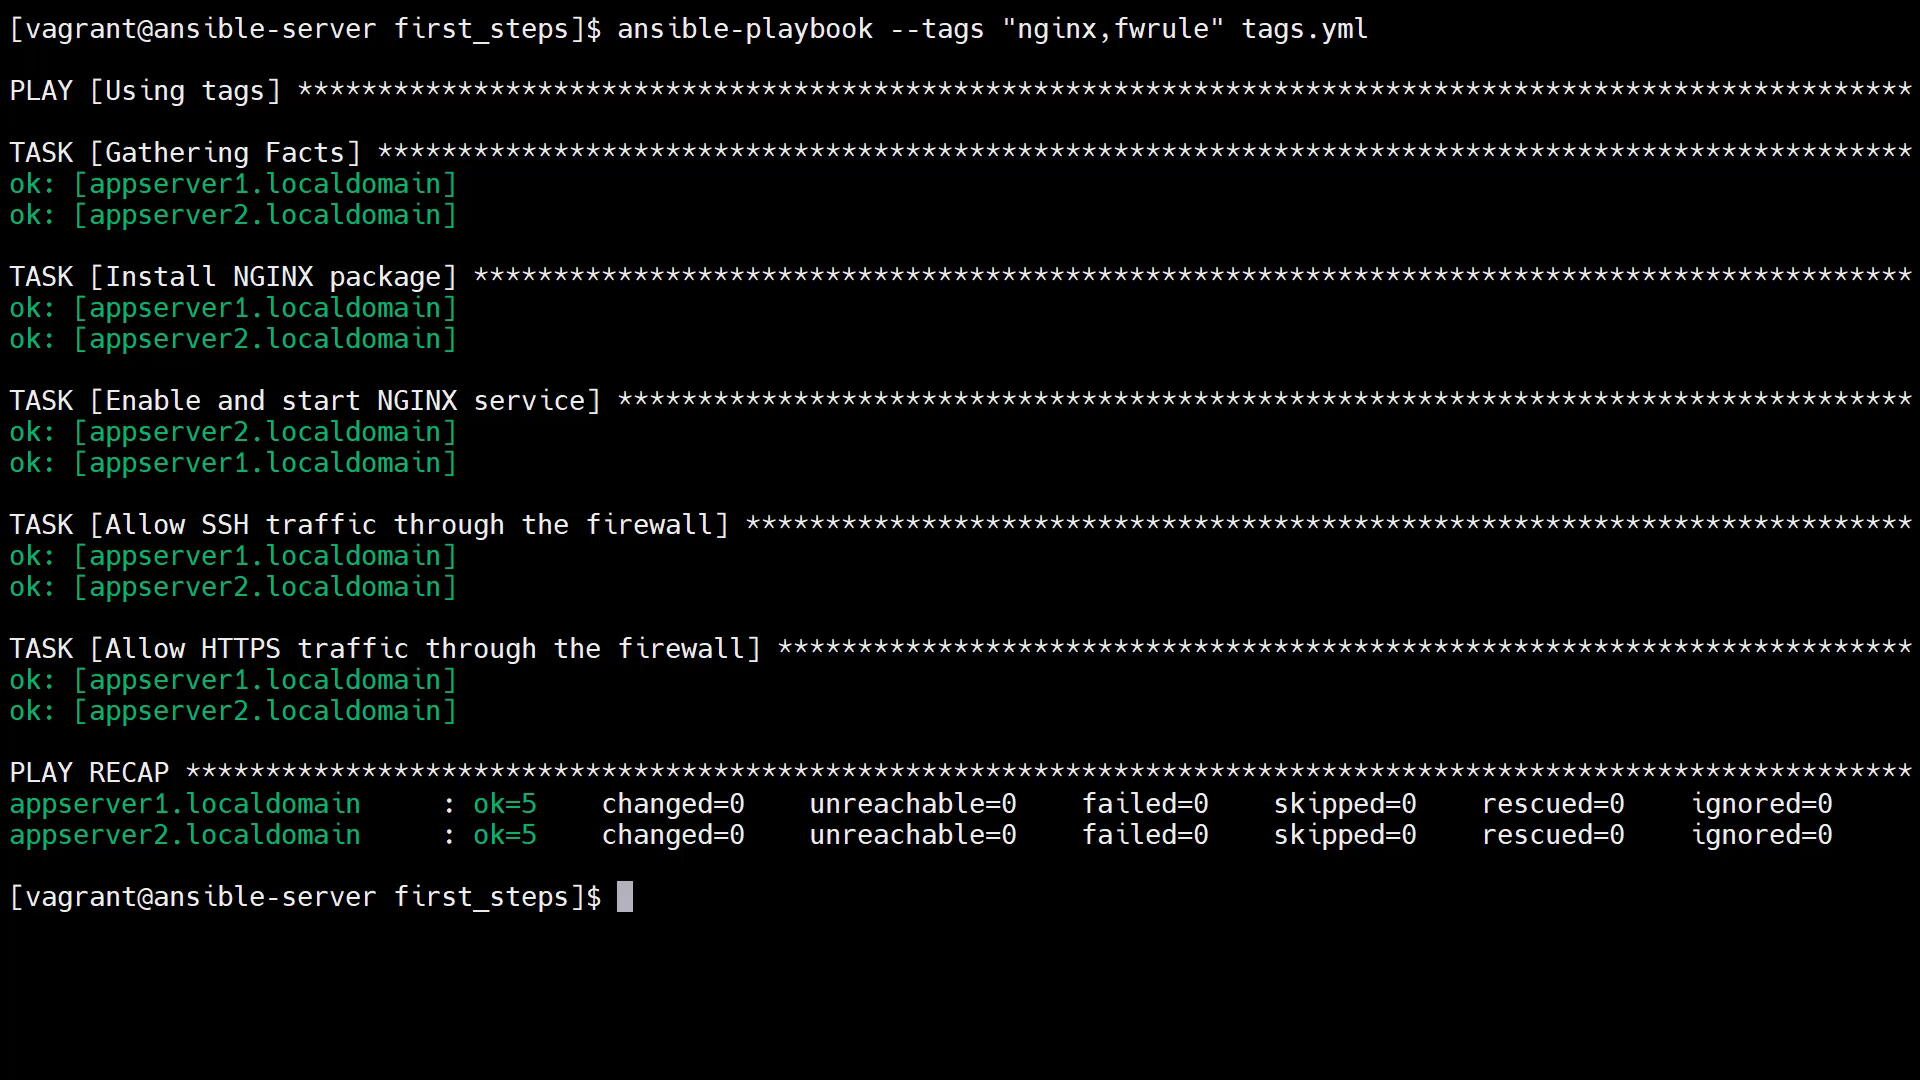 [vagrant@ansible-server first_steps]$ ansible-playbook --tags "nginx,fwrule" tags.yml
PLAY [Using tags] *****************************************************************************************************
TASK [Gathering Facts] ************************************************************************************************
ok: [appserver1.localdomain]
ok: [appserver2.localdomain]
TASK [Install NGINX package] ******************************************************************************************
ok: [appserver1.localdomain]
ok: [appserver2.localdomain]
TASK [Enable and start NGINX service] *********************************************************************************
ok: [appserver2.localdomain]
ok: [appserver1.localdomain]
TASK [Allow SSH traffic through the firewall] *************************************************************************
ok: [appserver1.localdomain]
ok: [appserver2.localdomain]
TASK [Allow HTTPS traffic through the firewall] ***********************************************************************
ok: [appserver1.localdomain]
ok: [appserver2.localdomain]
PLAY RECAP ************************************************************************************************************
appserver1.localdomain     : ok=5    changed=0    unreachable=0    failed=0    skipped=0    rescued=0    ignored=0
appserver2.localdomain     : ok=5    changed=0    unreachable=0    failed=0    skipped=0    rescued=0    ignored=0
[vagrant@ansible-server first_steps]$